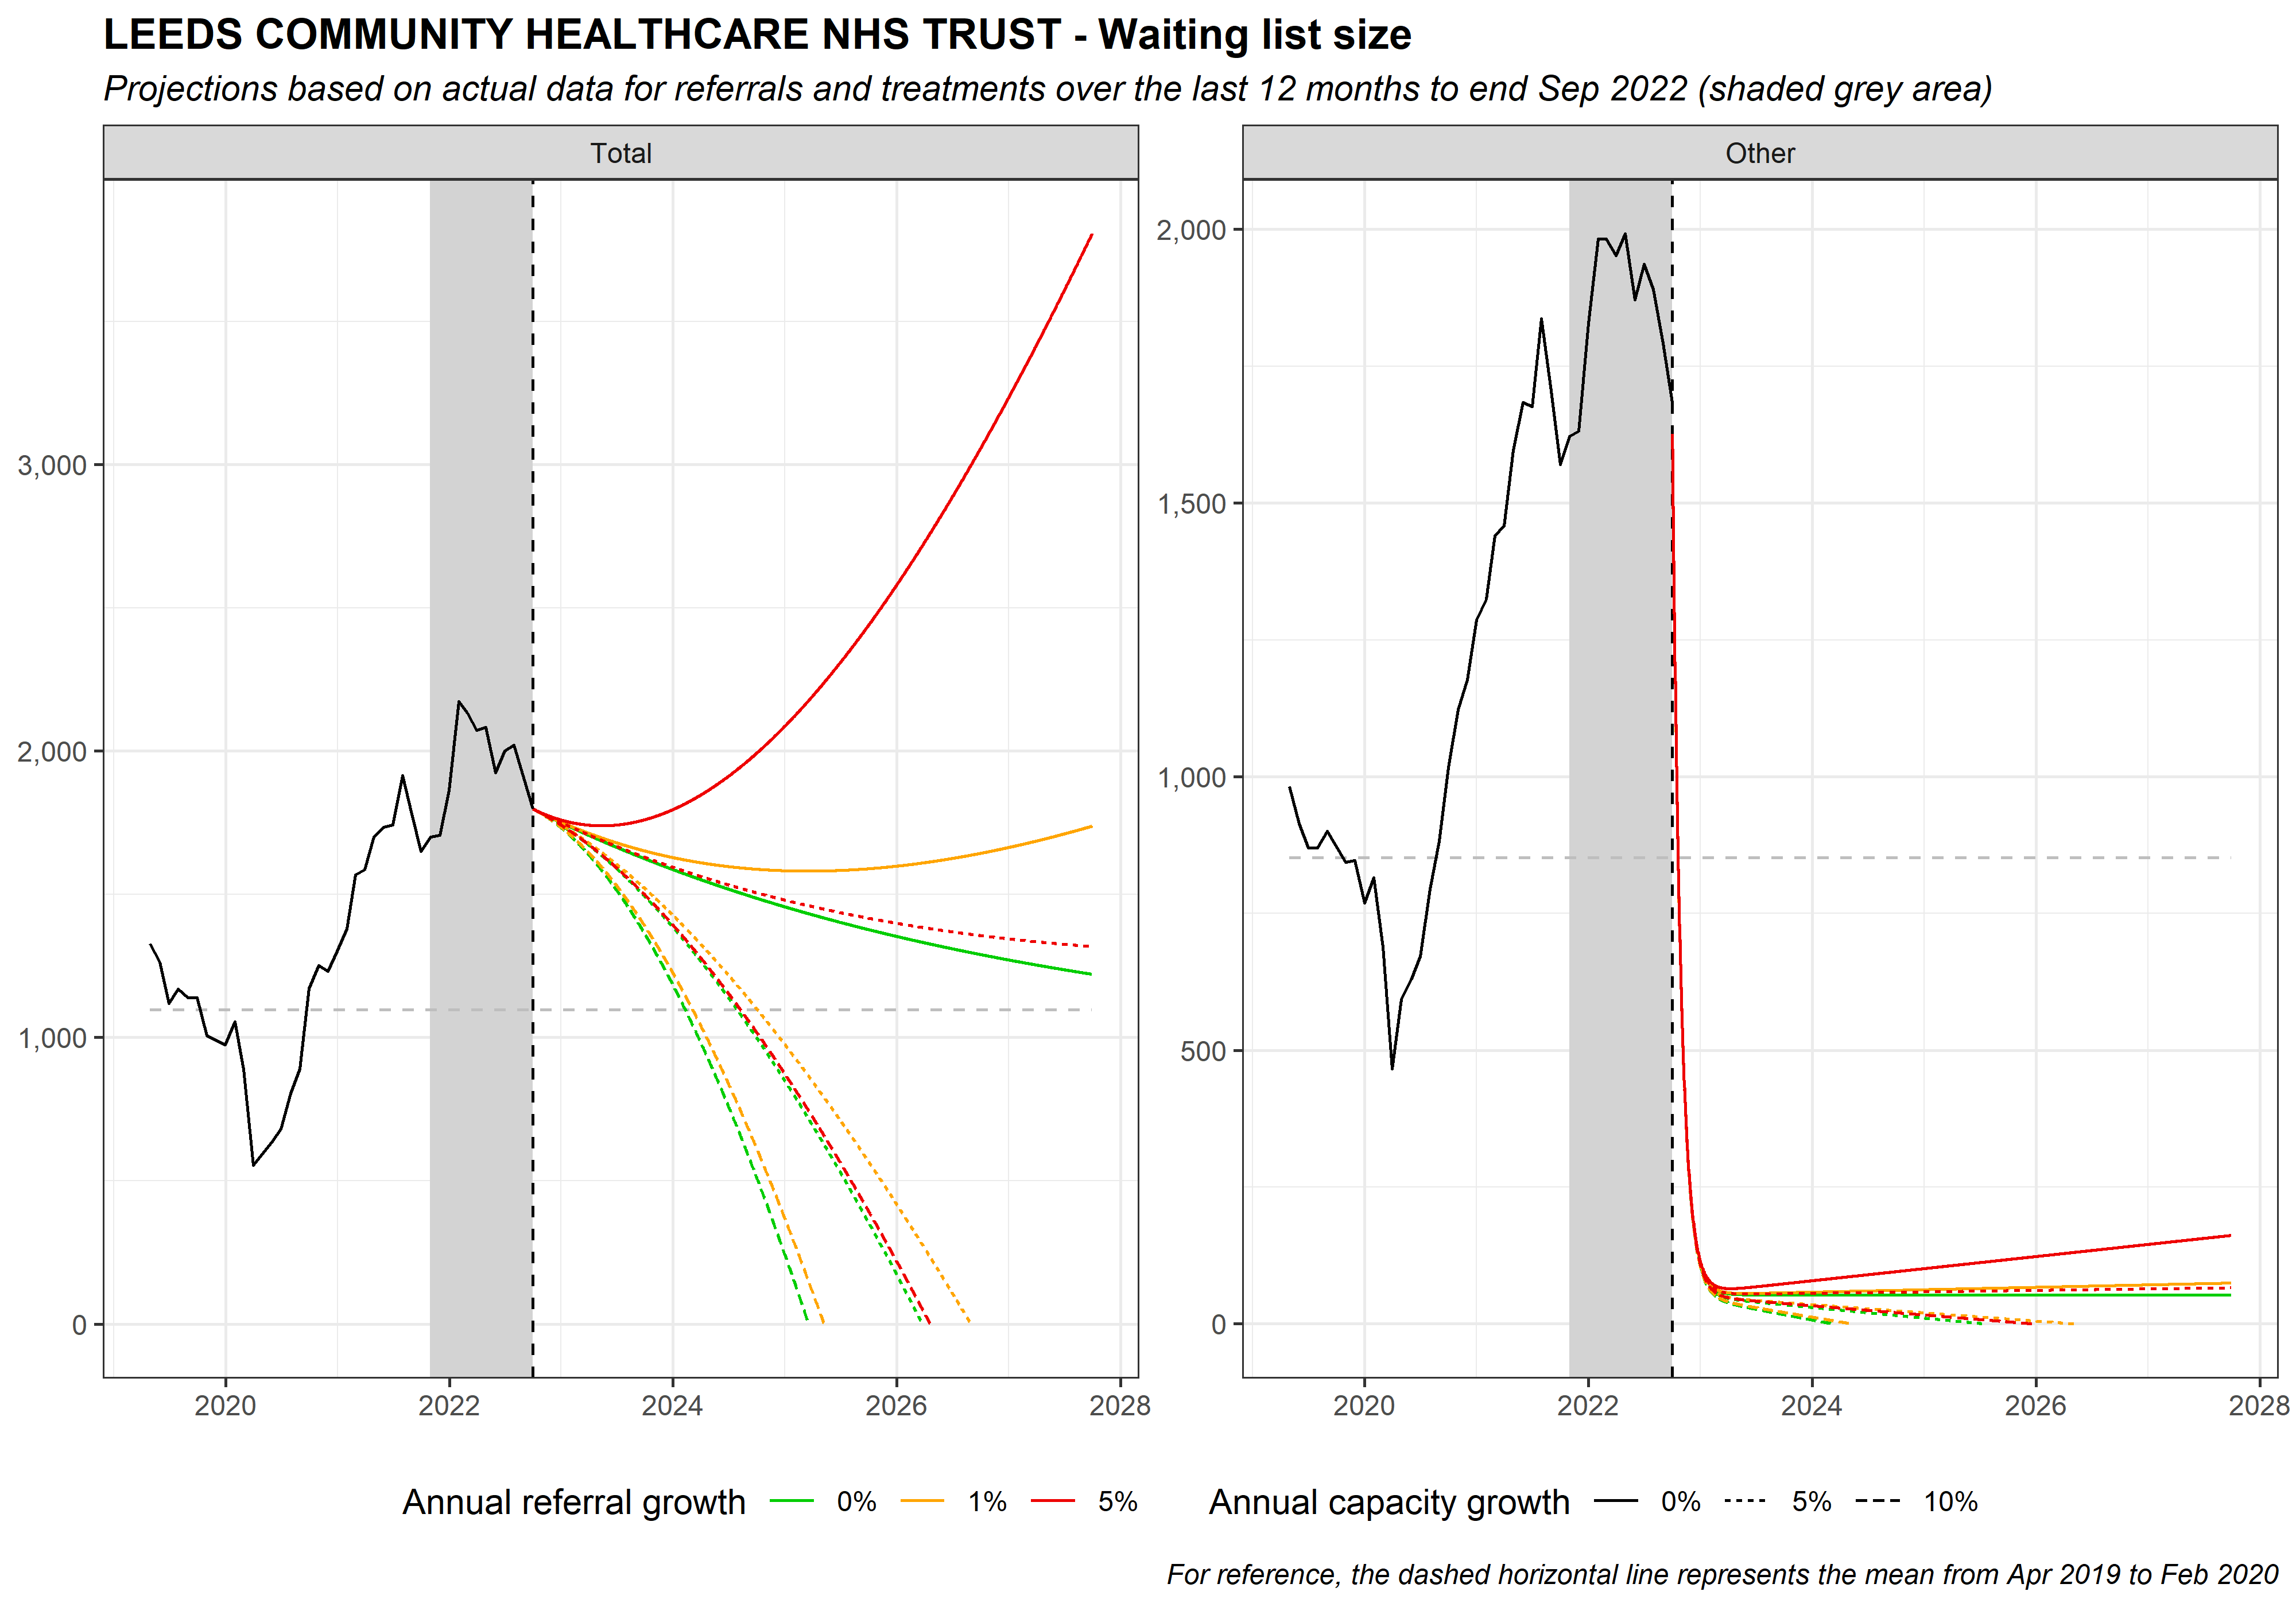 LEEDS COMMUNITY HEALTHCARE NHS TRUST - Waiting list size
Projections based on actual data for referrals and treatments over the last 12 months to end Sep 2022 (shaded grey area)
Total
3,000
2,000
1,000
0
2020 2022 2024 2026 2028
Other
2,000
1,500
1,000
500
0
2020 2022 2024 2026 2028
Annual referral growth 0% 1% 5%
Annual capacity growth 0% 5% 10%
For reference, the dashed horizontal line represents the mean from Apr 2019 to Feb 2020